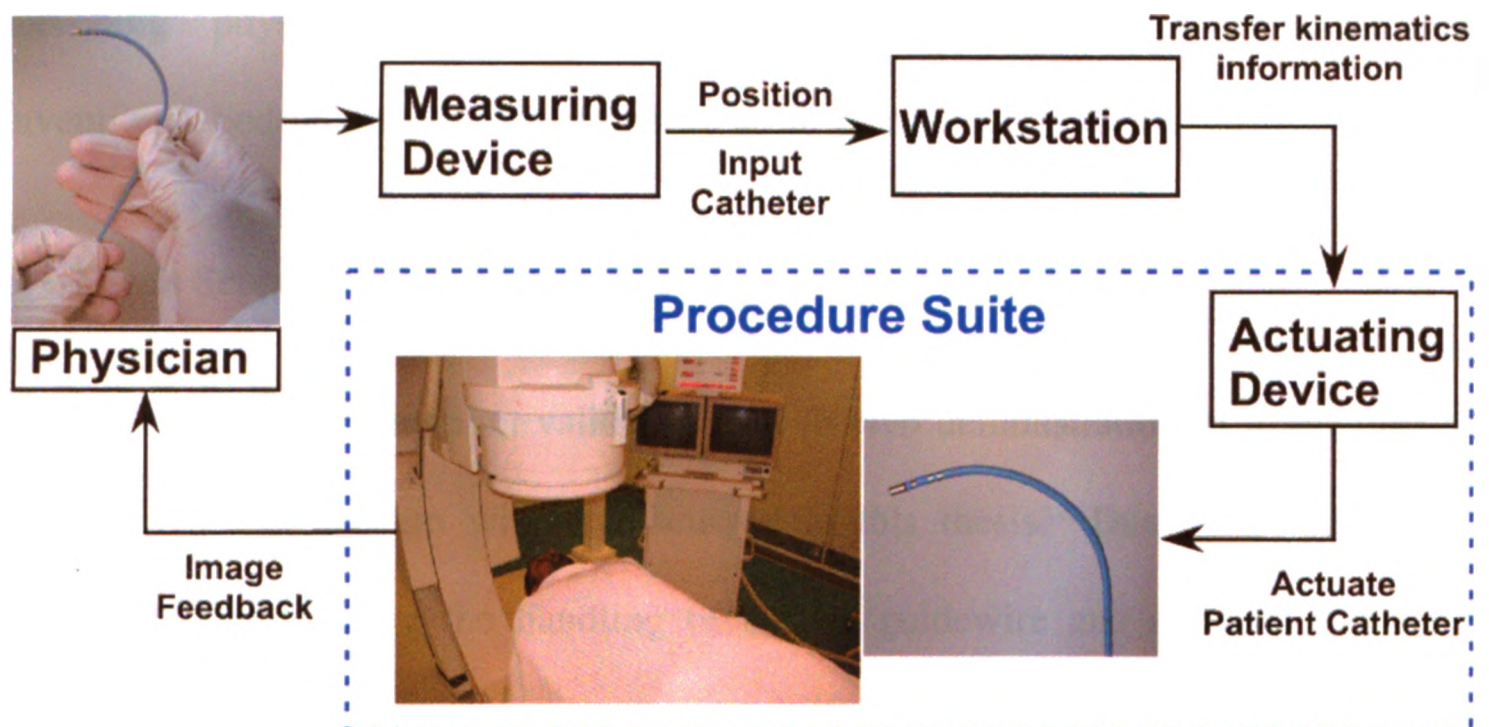 Transfer kinematics
information
Measuring
Device
Position
Input
Catheter
Workstation
Physician
Procedure Suite
Actuating
Device
Image
Feedback
Actuate
Patient Catheter